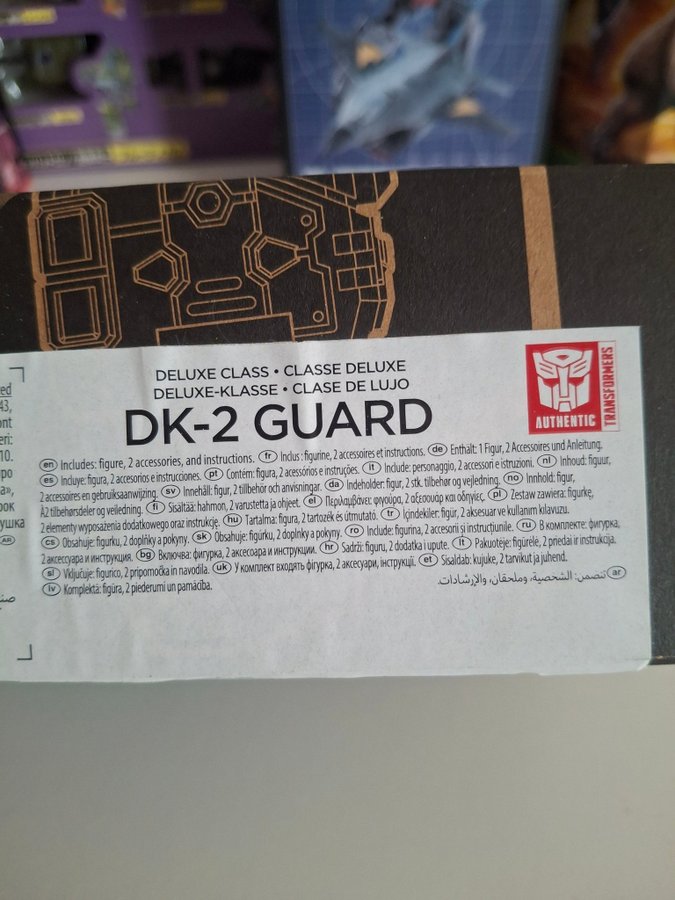 DELUXE CLASS • CLASSE DELUXE
DELUXE-KLASSE • CLASE DE LUJO
DK-2 GUARD
AUTHENTIC
TRANSFORMERS
en Includes: figure, 2 accessories, and instructions. fr Inclus : figurine, 2 accessoires et instructions. de Enthält: 1 Figur, 2 Accessoires und Anleitung.
es Incluye: figura, 2 accesorios e instrucciones. pt Contém: figura, 2 acessórios e instruções. it Include: personaggio, 2 accessori e istruzioni. nl Inhoud: figuur,
2 accessoires en gebruiksaanwijzing. sv Innehåll: figur, 2 tillbehör och anvisningar. da Indeholder: figur, 2 stk. tilbehør og vejledning. no Innhold: figur,
2 tilbehørsdeler og veiledning. fi Sisältää: hahmon, 2 varustetta ja ohjeet. el Περιλαμβάνει: φιγούρα, 2 αξεσουάρ και οδηγίες. pl Zestaw zawiera: figurkę,
2 elementy wyposażenia dodatkowego oraz instrukcje. hu Tartalma: figura, 2 tartozék és útmutató. tr İçindekiler: figür, 2 aksesuar ve kullanım kılavuzu.
cs Obsahuje: figurku, 2 doplňky a pokyny. sk Obsahuje: figúrku, 2 doplnky a pokyny. ro Include: figurina, 2 accesorii și instrucțiunile. ru В комплекте: фигурка,
2 аксессуара и инструкция. bg Включва: фигурка, 2 аксесоара и инструкции. hr Sadrži: figuru, 2 dodatka i upute. lt Pakuotėje: figūrėlė, 2 priedai ir instrukcija.
sl Vključuje: figurico, 2 pripomočka in navodila. uk У комплект входять фігурка, 2 аксесуари, інструкції. et Sisaldab: kujuke, 2 tarvikut ja juhend.
lv Komplektā: figūra, 2 piederumi un pamācība.
ar تتضمن: الشخصية، وملحقان، والإرشادات.
43,
ont
eri:
10.
ро
а»,
рок
ушка
AR